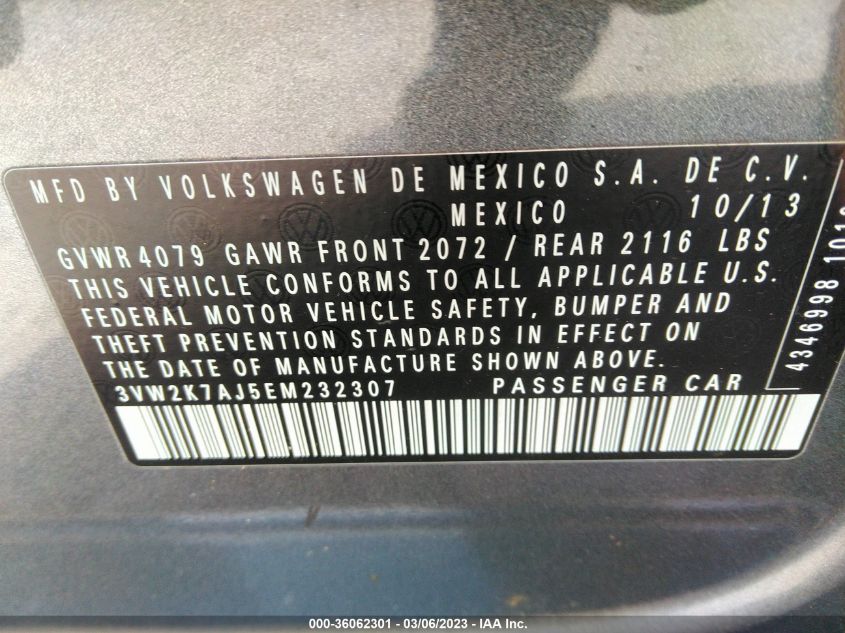 MFD BY VOLKSWAGEN DE MEXICO S.A. DE C.V.
MEXICO 10/13
GVWR 4079 GAWR FRONT 2072 / REAR 2116 LBS
THIS VEHICLE CONFORMS TO ALL APPLICABLE U.S.
FEDERAL MOTOR VEHICLE SAFETY, BUMPER AND
THEFT PREVENTION STANDARDS IN EFFECT ON
THE DATE OF MANUFACTURE SHOWN ABOVE.
3VW2K7AJ5EM232307 PASSENGER CAR
4346998
000-36062301 - 03/06/2023 - IAA Inc.